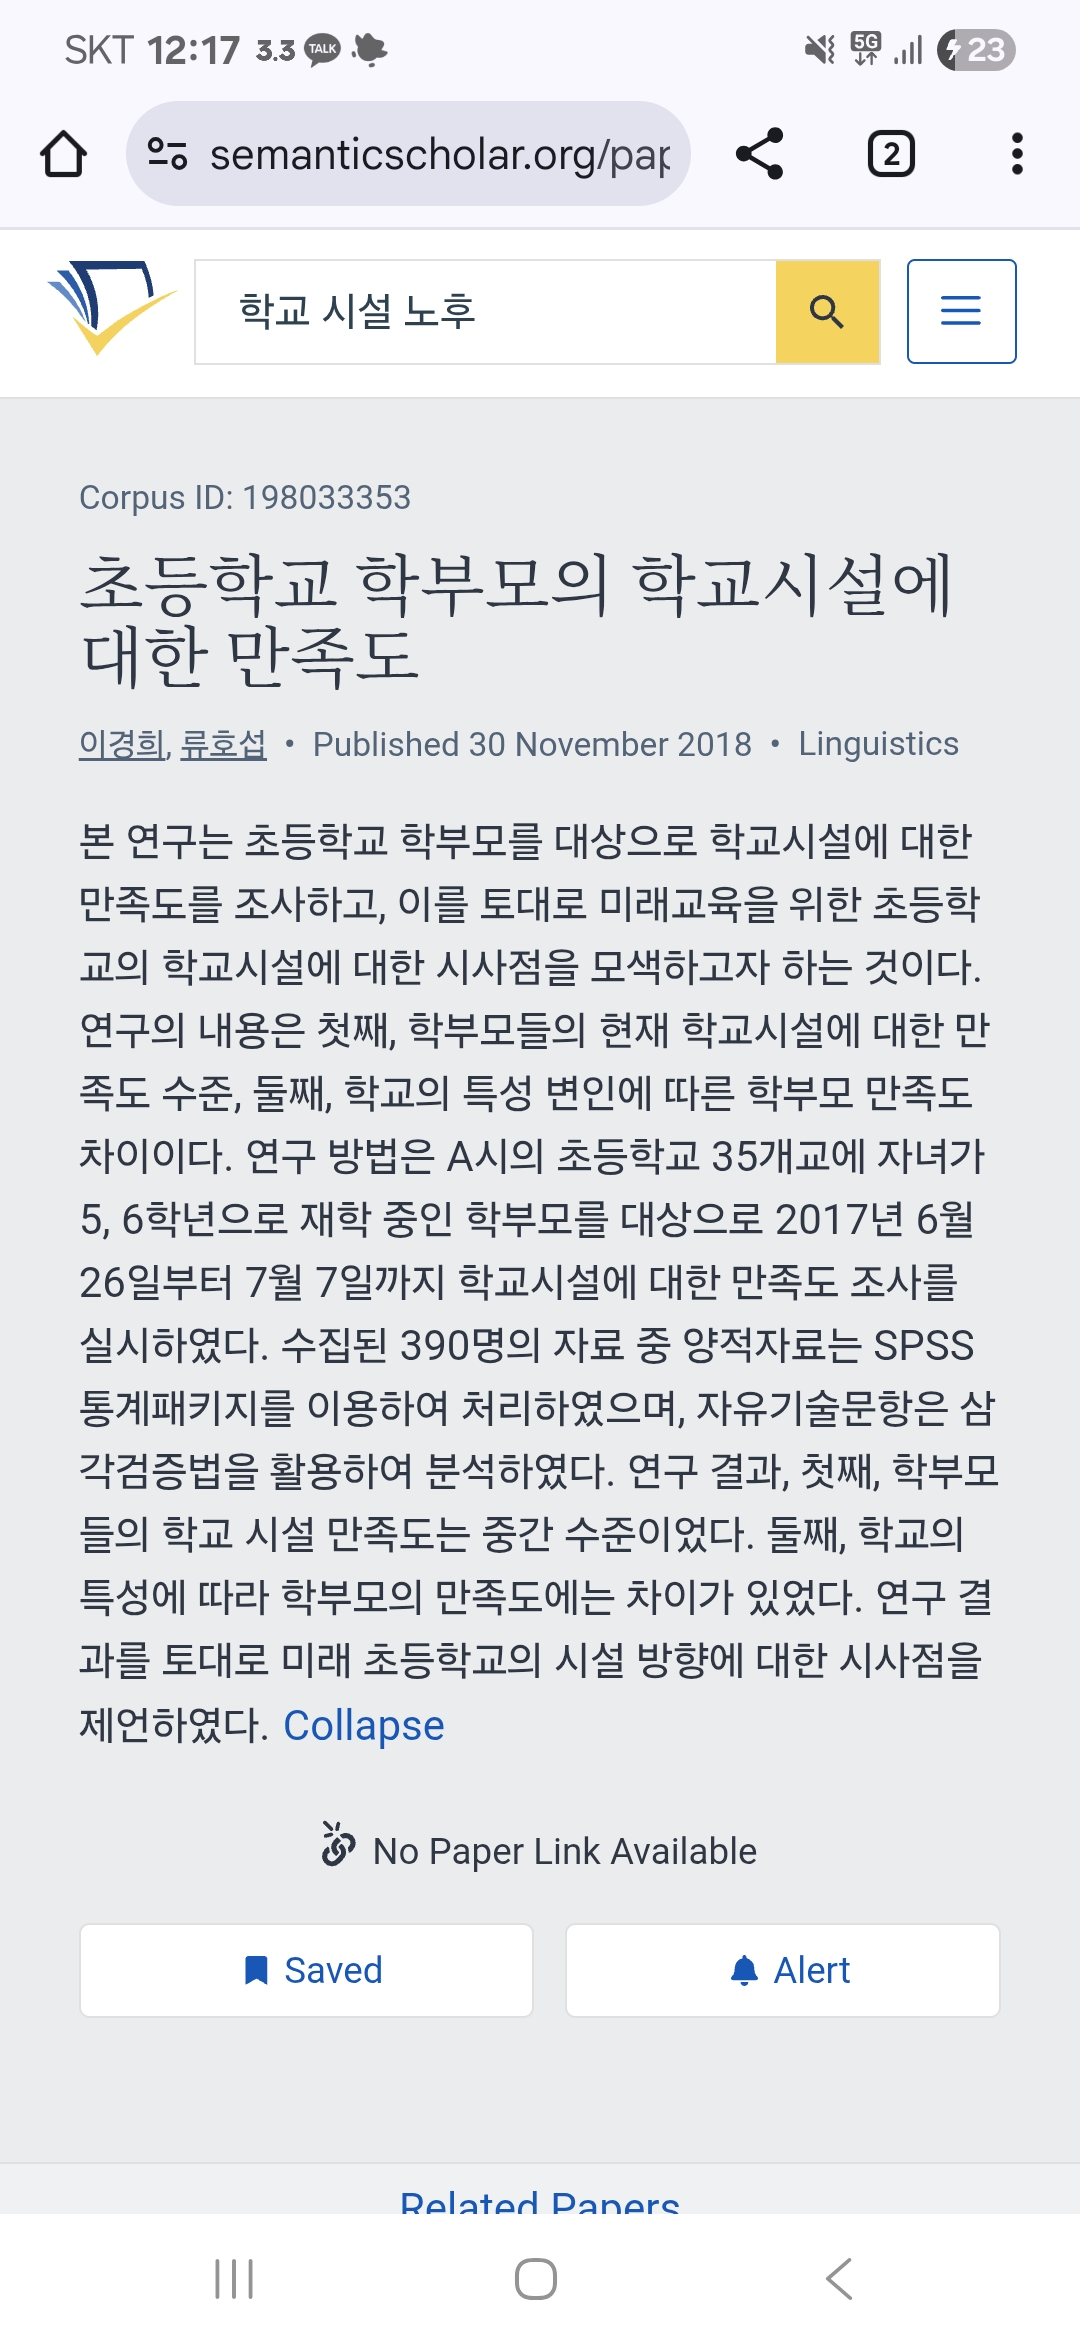 SKT 12:17 3.3 TALK 5G 23
semanticscholar.org/pap
2
학교 시설 노후
Corpus ID: 198033353
초등학교 학부모의 학교시설에
대한 만족도
이경희, 류호섭 • Published 30 November 2018 • Linguistics
본 연구는 초등학교 학부모를 대상으로 학교시설에 대한
만족도를 조사하고, 이를 토대로 미래교육을 위한 초등학
교의 학교시설에 대한 시사점을 모색하고자 하는 것이다.
연구의 내용은 첫째, 학부모들의 현재 학교시설에 대한 만
족도 수준, 둘째, 학교의 특성 변인에 따른 학부모 만족도
차이이다. 연구 방법은 A시의 초등학교 35개교에 자녀가
5, 6학년으로 재학 중인 학부모를 대상으로 2017년 6월
26일부터 7월 7일까지 학교시설에 대한 만족도 조사를
실시하였다. 수집된 390명의 자료 중 양적자료는 SPSS
통계패키지를 이용하여 처리하였으며, 자유기술문항은 삼
각검증법을 활용하여 분석하였다. 연구 결과, 첫째, 학부모
들의 학교 시설 만족도는 중간 수준이었다. 둘째, 학교의
특성에 따라 학부모의 만족도에는 차이가 있었다. 연구 결
과를 토대로 미래 초등학교의 시설 방향에 대한 시사점을
제언하였다. Collapse
No Paper Link Available
Saved
Alert
Related Papers